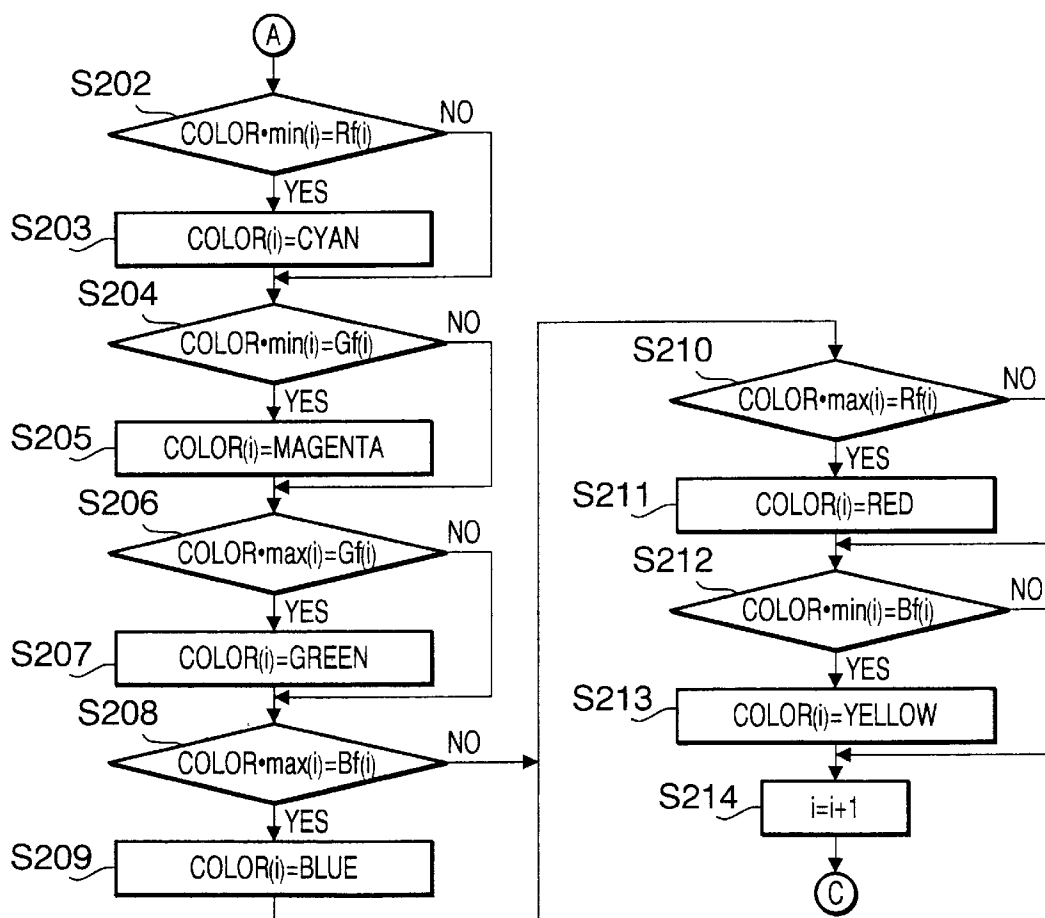 A
S202
COLOR•min(i)=Rf(i)
NO
YES
S203
COLOR(i)=CYAN
S204
COLOR•min(i)=Gf(i)
NO
YES
S205
COLOR(i)=MAGENTA
S206
COLOR•max(i)=Gf(i)
NO
YES
S207
COLOR(i)=GREEN
S208
COLOR•max(i)=Bf(i)
NO
YES
S209
COLOR(i)=BLUE
S210
COLOR•max(i)=Rf(i)
NO
YES
S211
COLOR(i)=RED
S212
COLOR•min(i)=Bf(i)
NO
YES
S213
COLOR(i)=YELLOW
S214
i=i+1
C